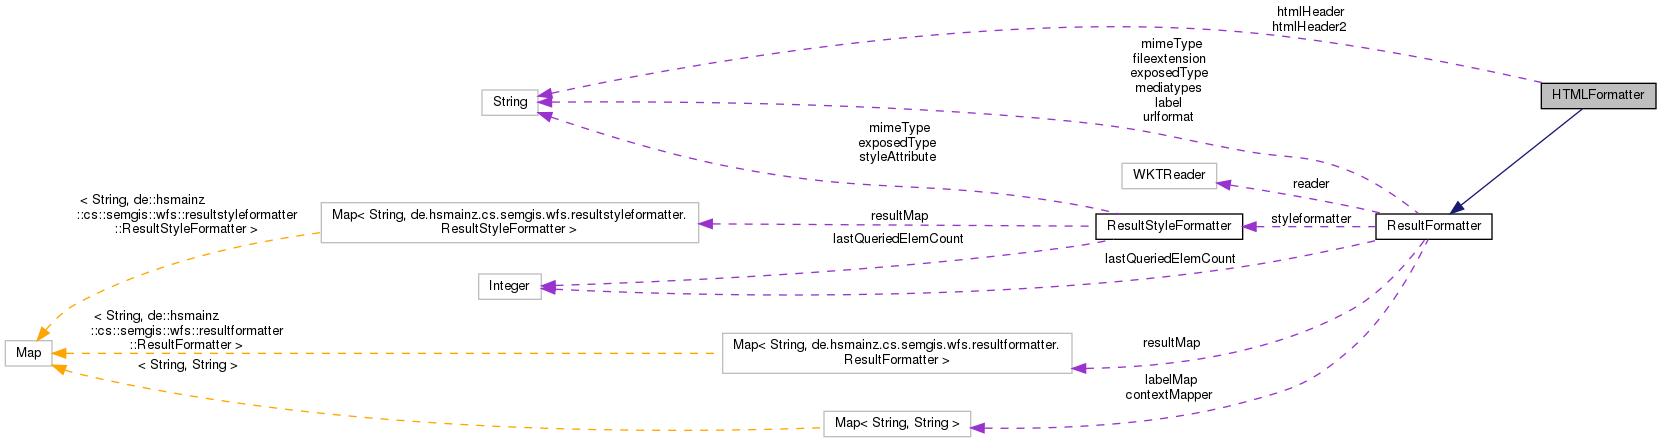 htmlHeader
htmlHeader2
mimeType
fileextension
exposedType
mediatypes
label
urlformat
HTMLFormatter
String
mimeType
exposedType
styleAttribute
WKTReader
reader
< String, de::hsmainz
::cs::semgis::wfs::resultstyleformatter
::ResultStyleFormatter >
Map< String, de.hsmainz.cs.semgis.wfs.resultstyleformatter.
ResultStyleFormatter >
resultMap
ResultStyleFormatter
styleformatter
ResultFormatter
lastQueriedElemCount
lastQueriedElemCount
Integer
< String, de::hsmainz
::cs::semgis::wfs::resultformatter
::ResultFormatter >
Map
Map< String, de.hsmainz.cs.semgis.wfs.resultformatter.
ResultFormatter >
resultMap
< String, String >
labelMap
contextMapper
Map< String, String >